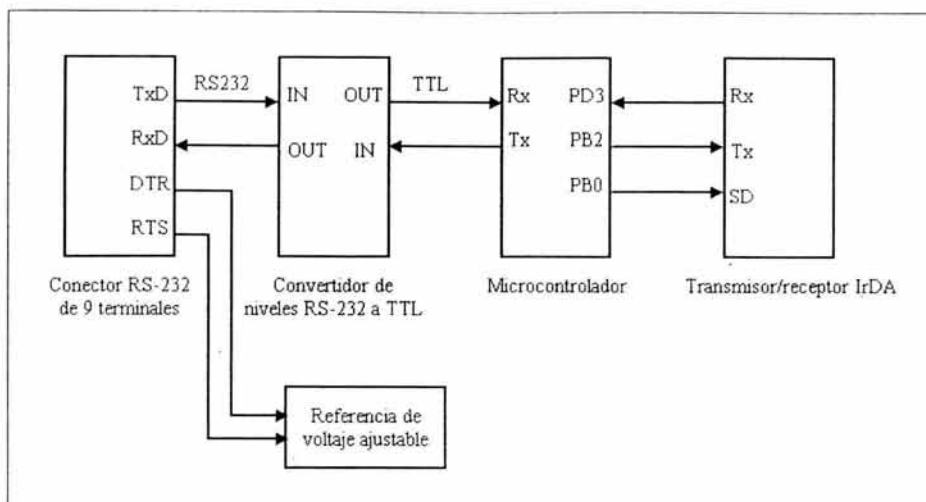 RS232
TTL
TxD
RxD
DTR
RTS
IN
OUT
OUT
IN
Rx
PD3
Tx
PB2
PB0
Rx
Tx
SD
Conector RS-232
de 9 terminales
Convertidor de
niveles RS-232 a TTL
Microcontrolador
Transmisor/receptor IrDA
Referencia de
voltaje ajustable